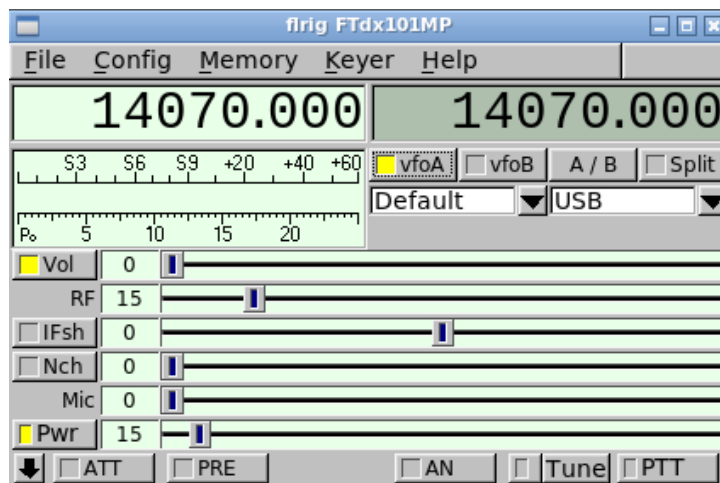 flrig FTdx101MP
File Config Memory Keyer Help
14070.000 14070.000
S3 S6 S9 +20 +40 +60
vfoA vfoB A / B Split
Default USB
Po 5 10 15 20
Vol 0
RF 15
IFsh 0
Nch 0
Mic 0
Pwr 15
ATT PRE AN Tune PTT